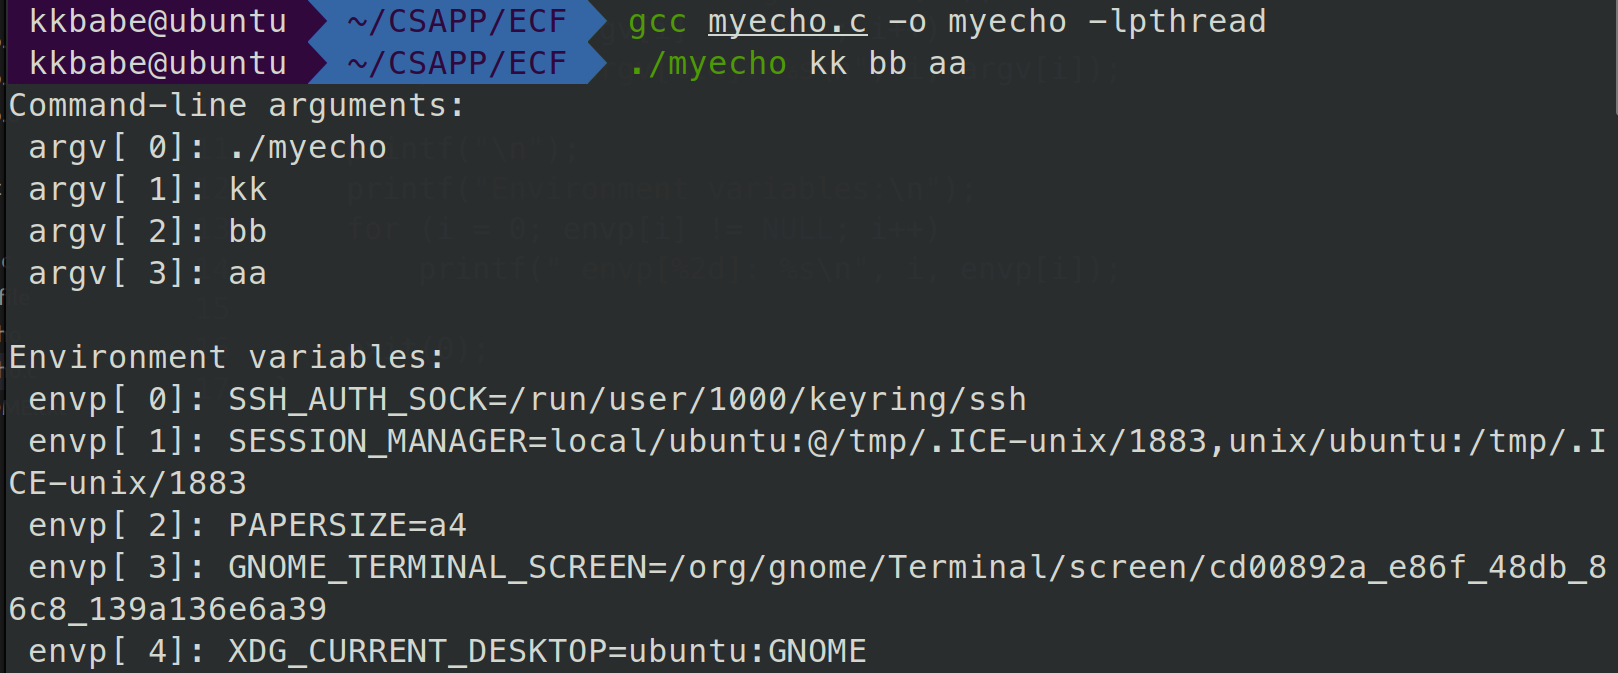 kkbabe@ubuntu ~/CSAPP/ECF gcc myecho.c -o myecho -lpthread
kkbabe@ubuntu ~/CSAPP/ECF ./myecho kk bb aa
Command-line arguments:
argv[ 0]: ./myecho
argv[ 1]: kk
argv[ 2]: bb
argv[ 3]: aa
Environment variables:
envp[ 0]: SSH_AUTH_SOCK=/run/user/1000/keyring/ssh
envp[ 1]: SESSION_MANAGER=local/ubuntu:@/tmp/.ICE-unix/1883,unix/ubuntu:/tmp/.I
CE-unix/1883
envp[ 2]: PAPERSIZE=a4
envp[ 3]: GNOME_TERMINAL_SCREEN=/org/gnome/Terminal/screen/cd00892a_e86f_48db_8
6c8_139a136e6a39
envp[ 4]: XDG_CURRENT_DESKTOP=ubuntu:GNOME